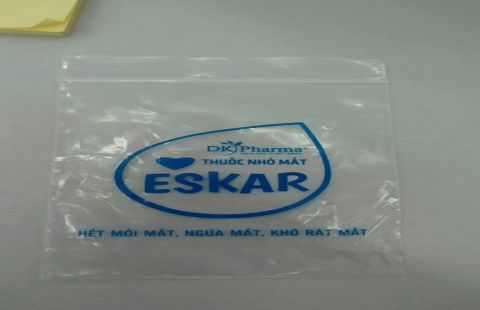 DK Pharma
THUỐC NHỎ MẮT
ESKAR
HẾT MỎI MẮT, NGỨA MẮT, KHÔ RÁT MẮT